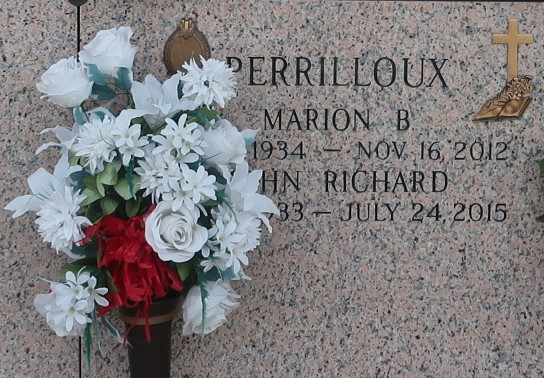 PERRILLOUX
MARION B
1934 – NOV 16, 2012
HN RICHARD
33 – JULY 24, 2015